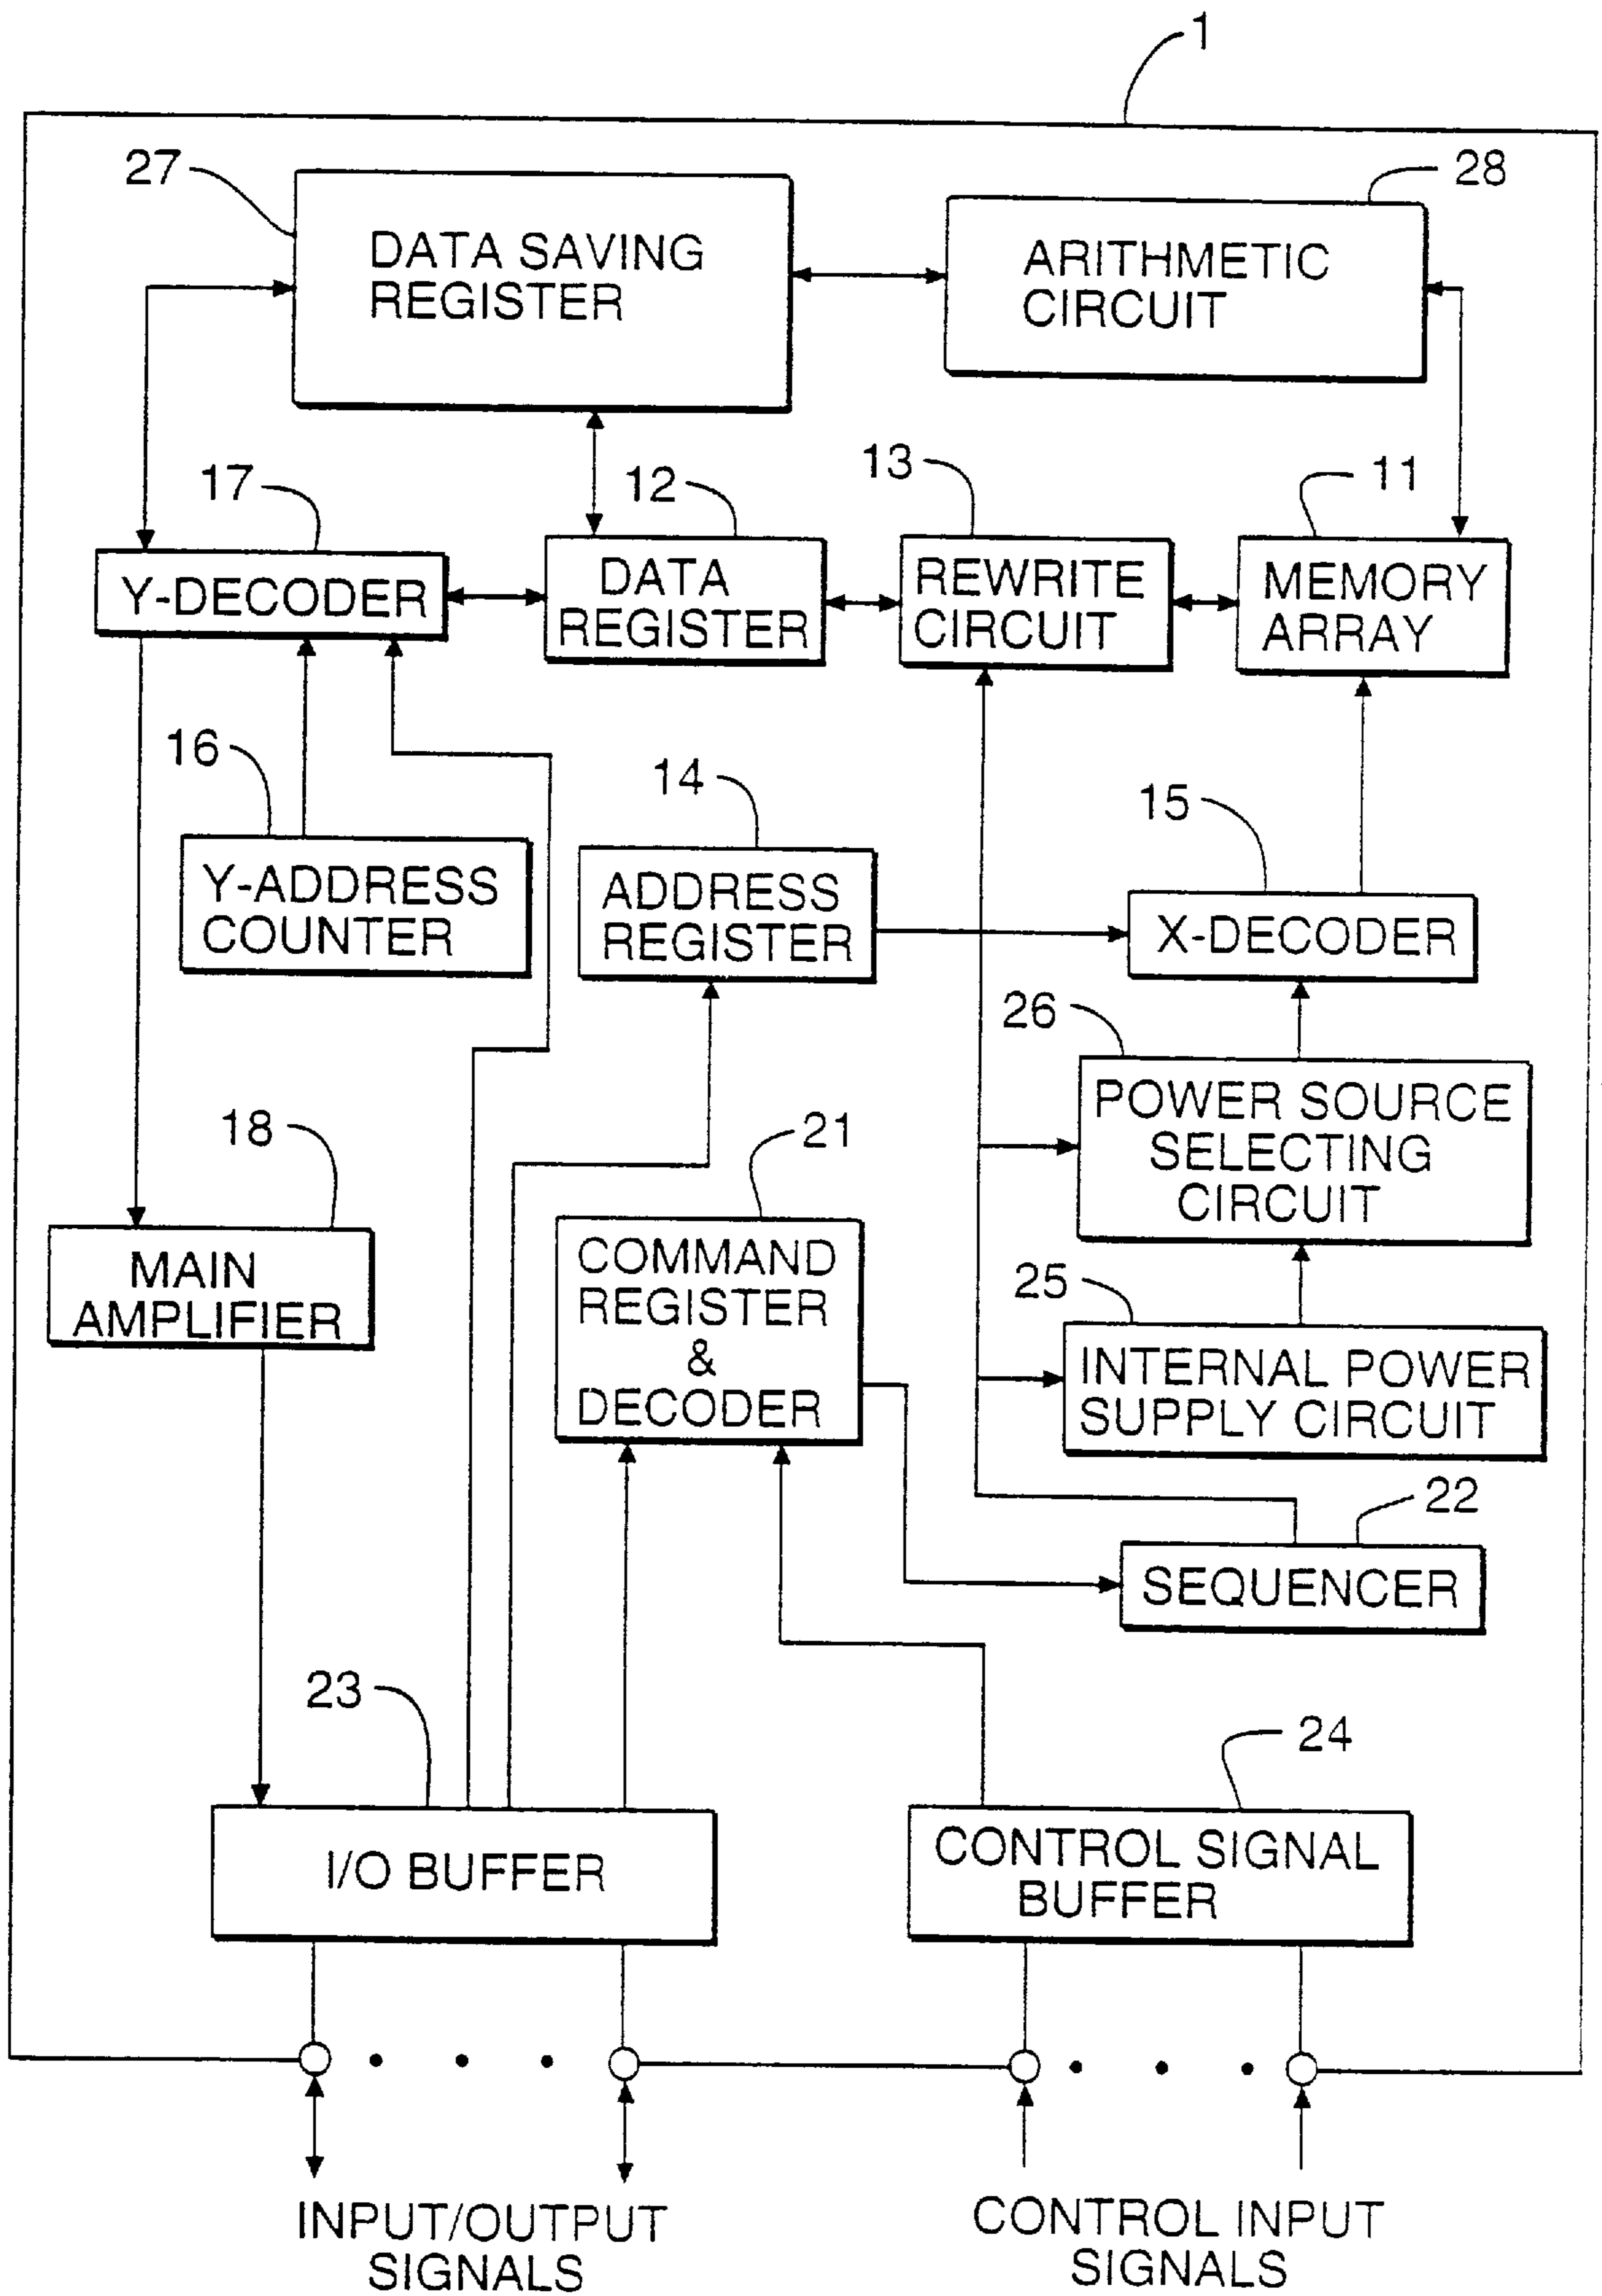 1
27
DATA SAVING
REGISTER
28
ARITHMETIC
CIRCUIT
17
Y-DECODER
12
DATA
REGISTER
13
REWRITE
CIRCUIT
11
MEMORY
ARRAY
16
Y-ADDRESS
COUNTER
14
ADDRESS
REGISTER
15
X-DECODER
26
POWER SOURCE
SELECTING
CIRCUIT
18
MAIN
AMPLIFIER
21
COMMAND
REGISTER
&
DECODER
25
INTERNAL POWER
SUPPLY CIRCUIT
22
SEQUENCER
23
I/O BUFFER
24
CONTROL SIGNAL
BUFFER
INPUT/OUTPUT
SIGNALS
CONTROL INPUT
SIGNALS